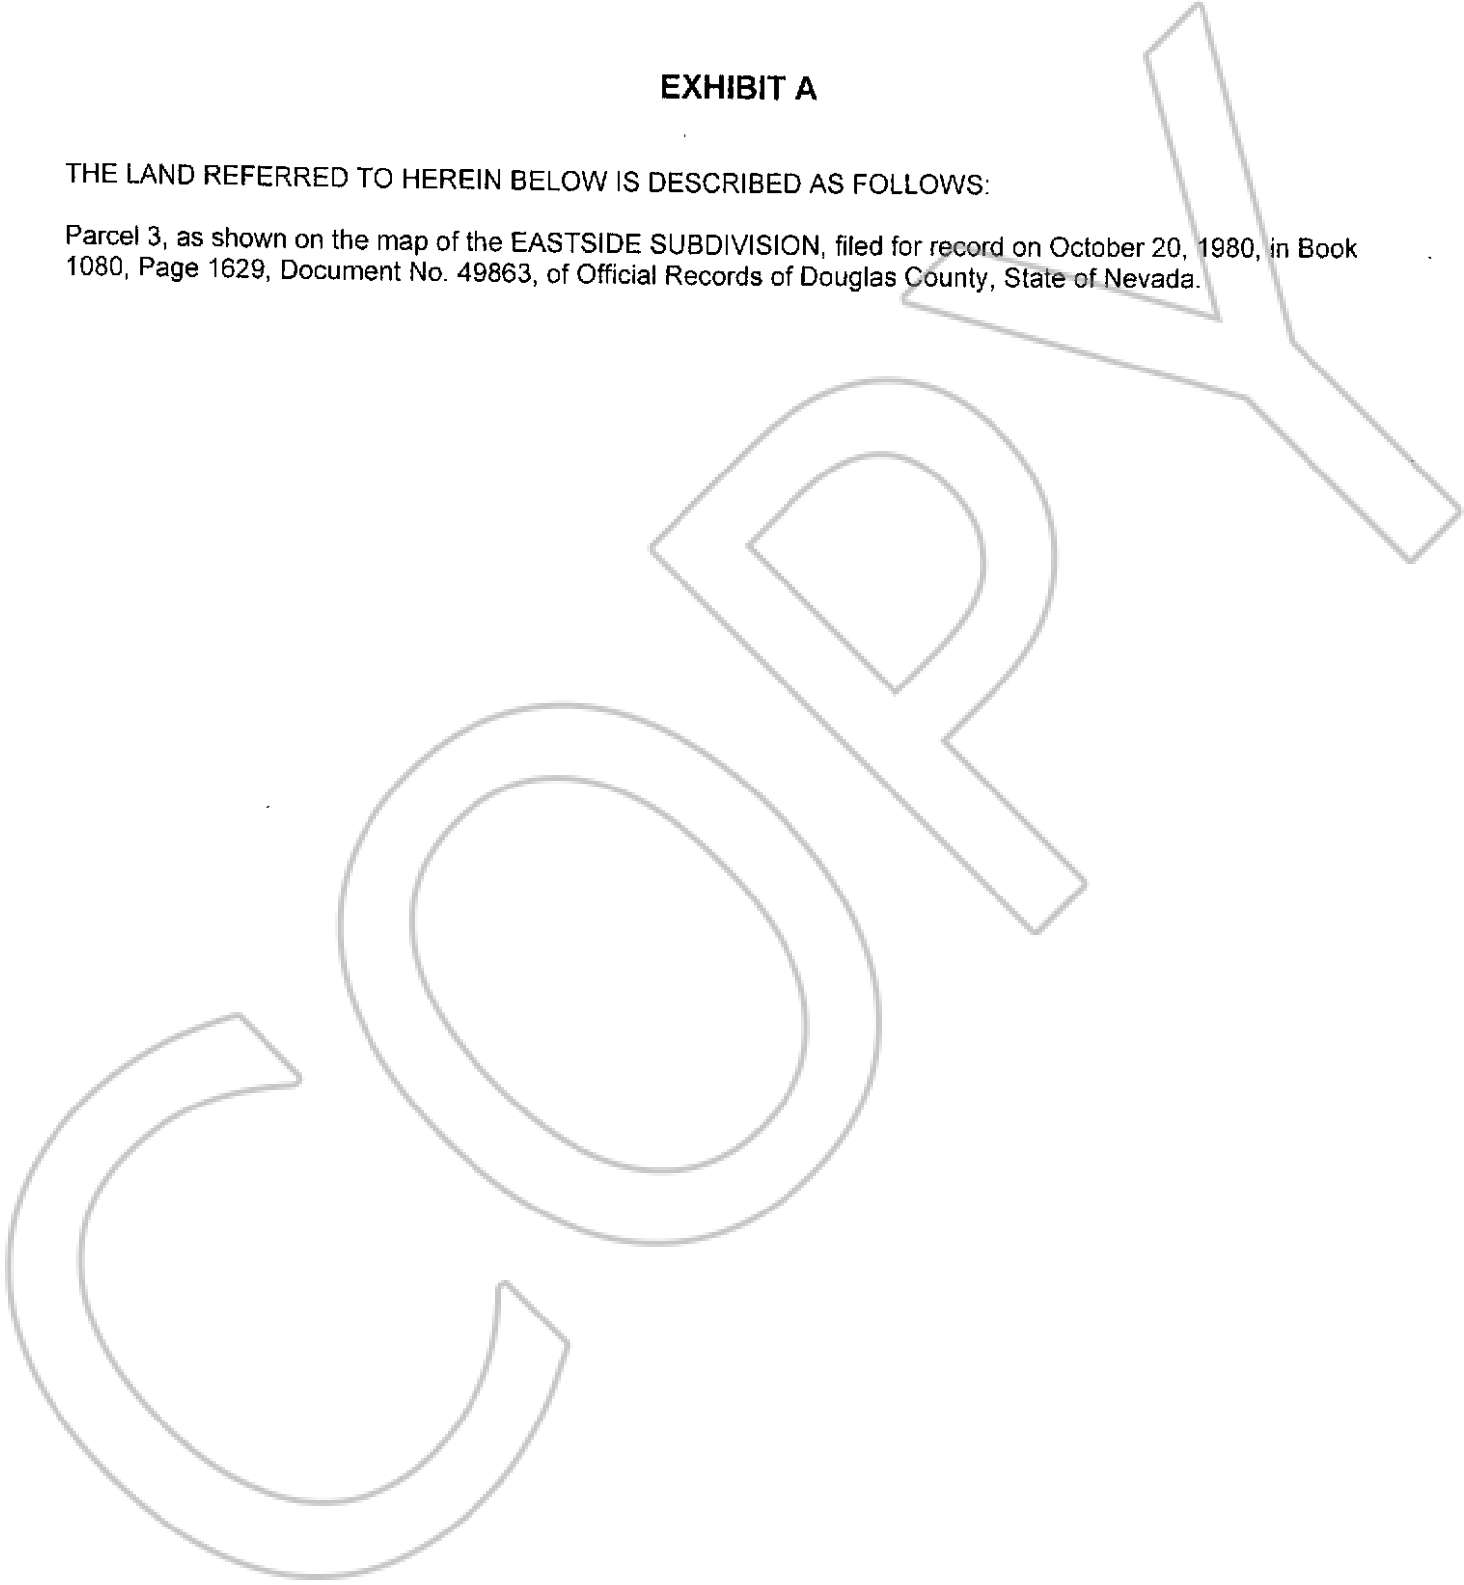 EXHIBIT A
THE LAND REFERRED TO HEREIN BELOW IS DESCRIBED AS FOLLOWS:
Parcel 3, as shown on the map of the EASTSIDE SUBDIVISION, filed for record on October 20, 1980, in Book
1080, Page 1629, Document No. 49863, of Official Records of Douglas County, State of Nevada.
COPY